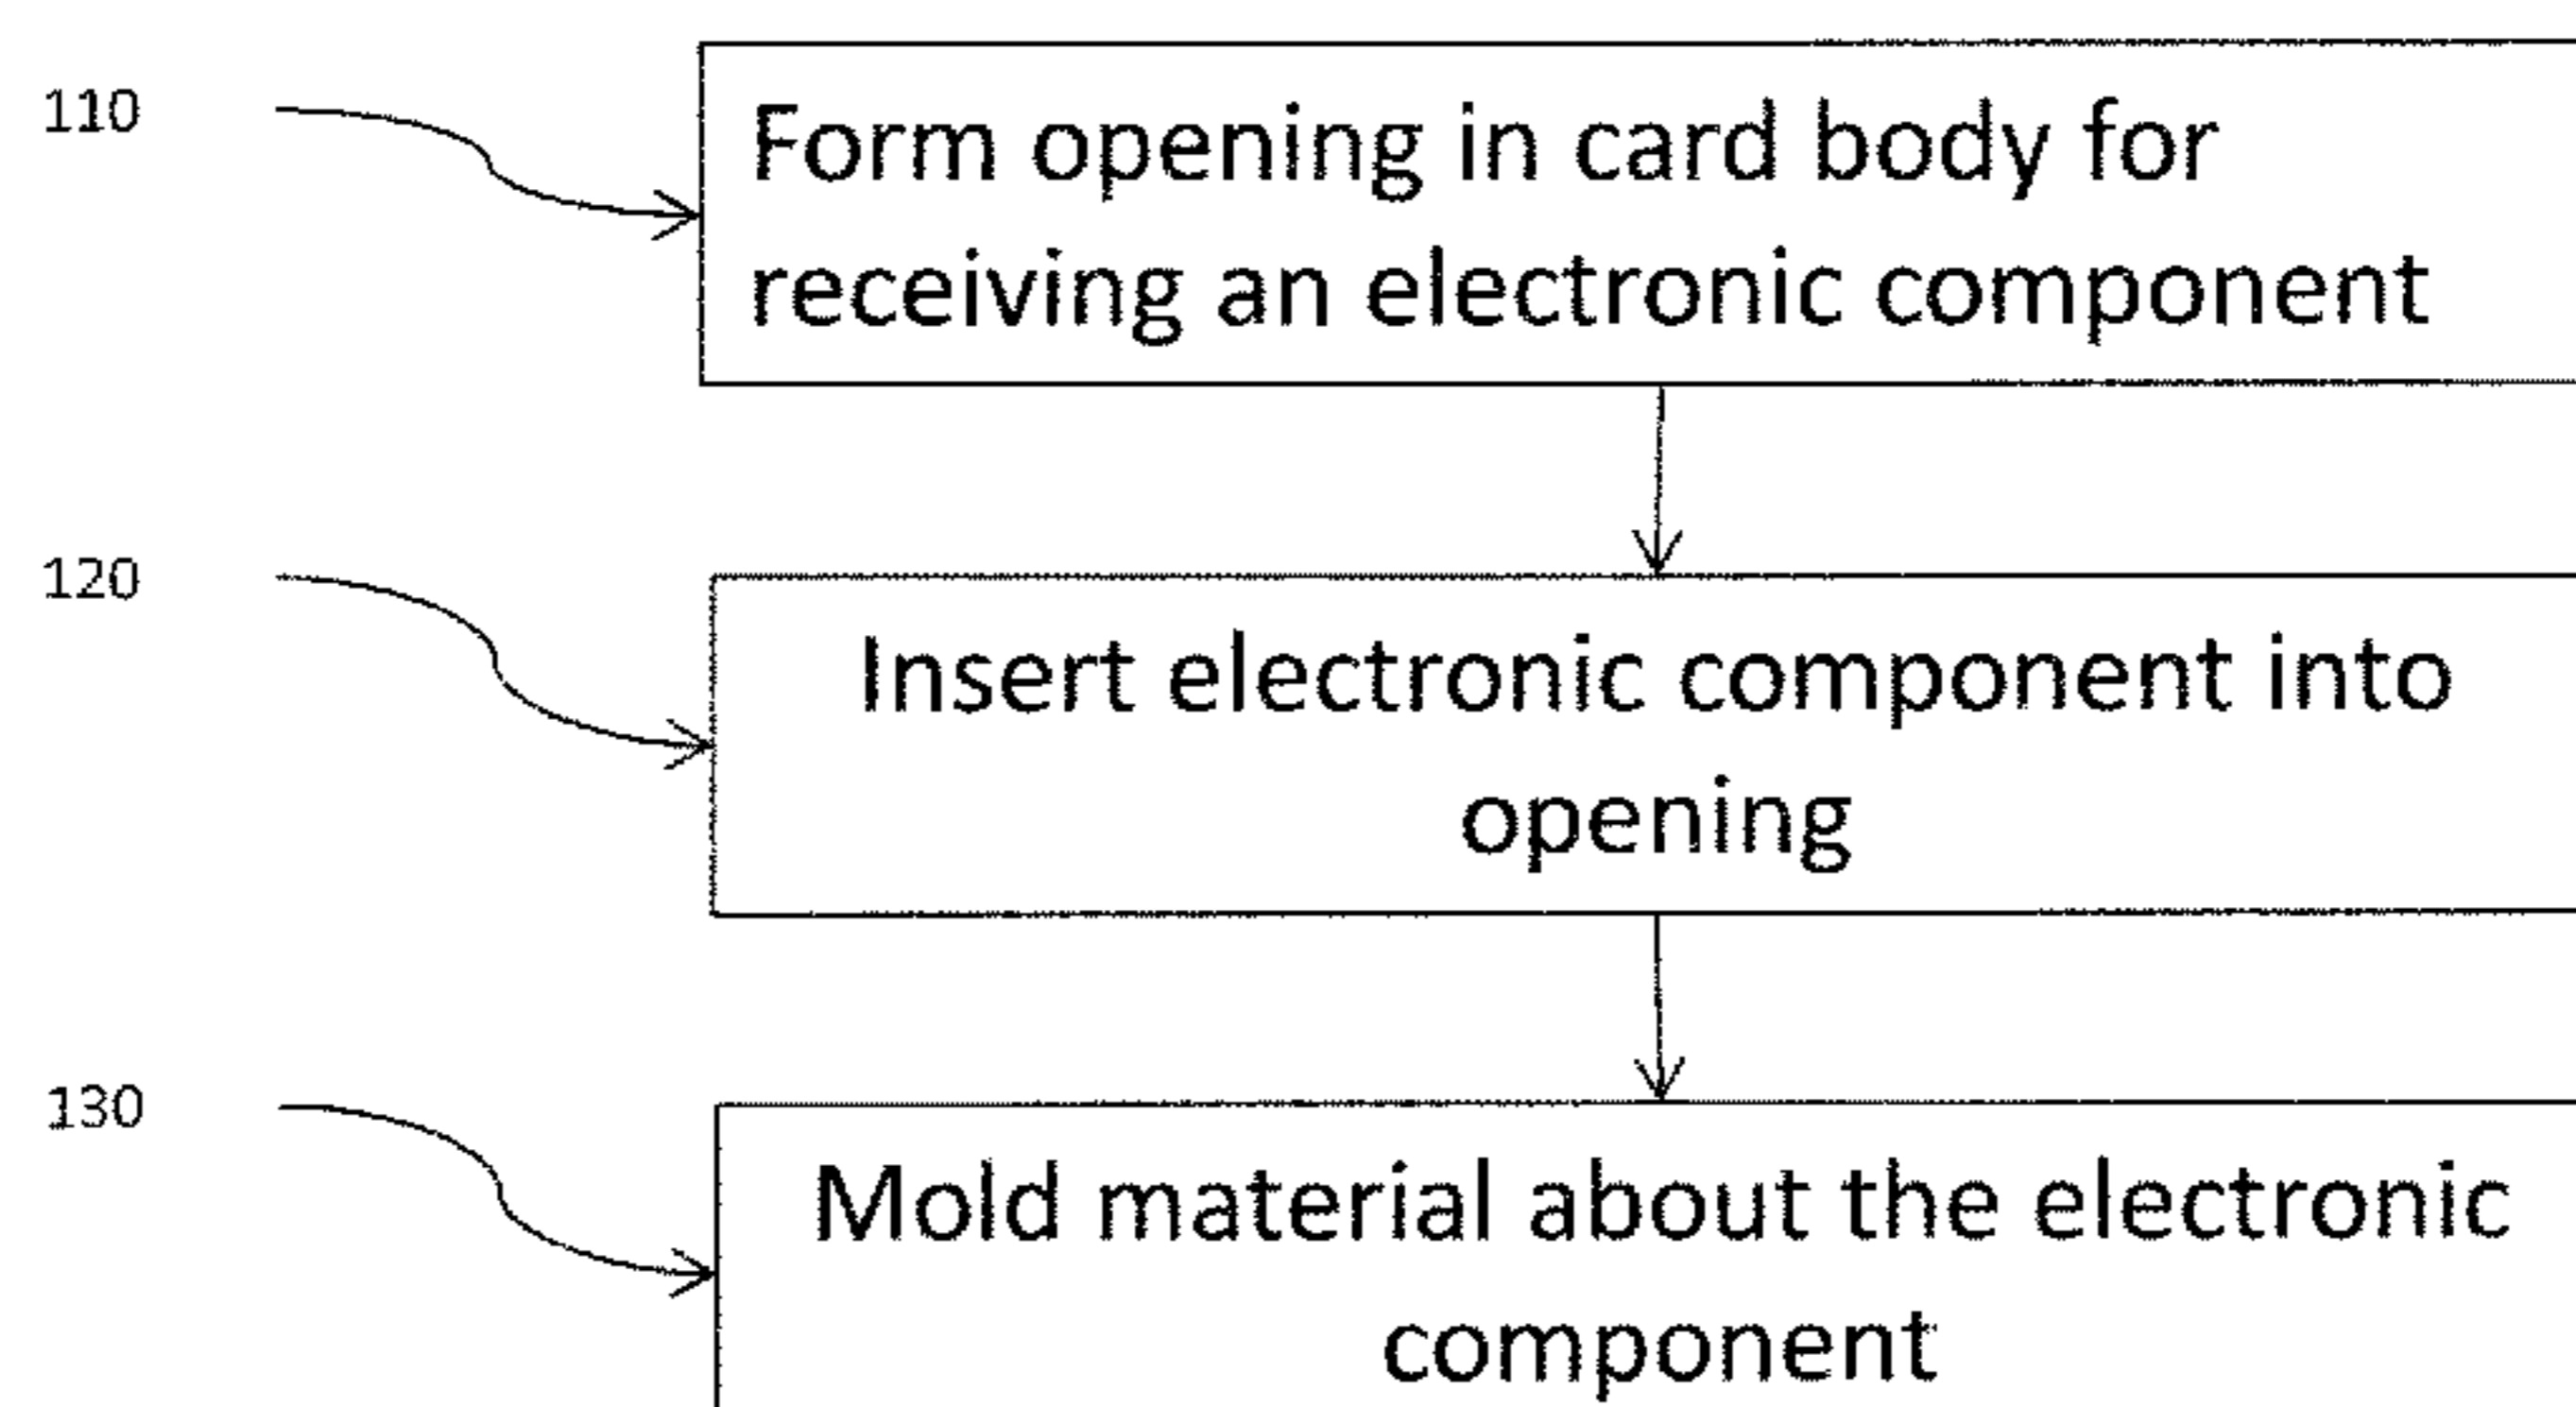 110
Form opening in card body for
receiving an electronic component
120
Insert electronic component into
opening
130
Mold material about the electronic
component